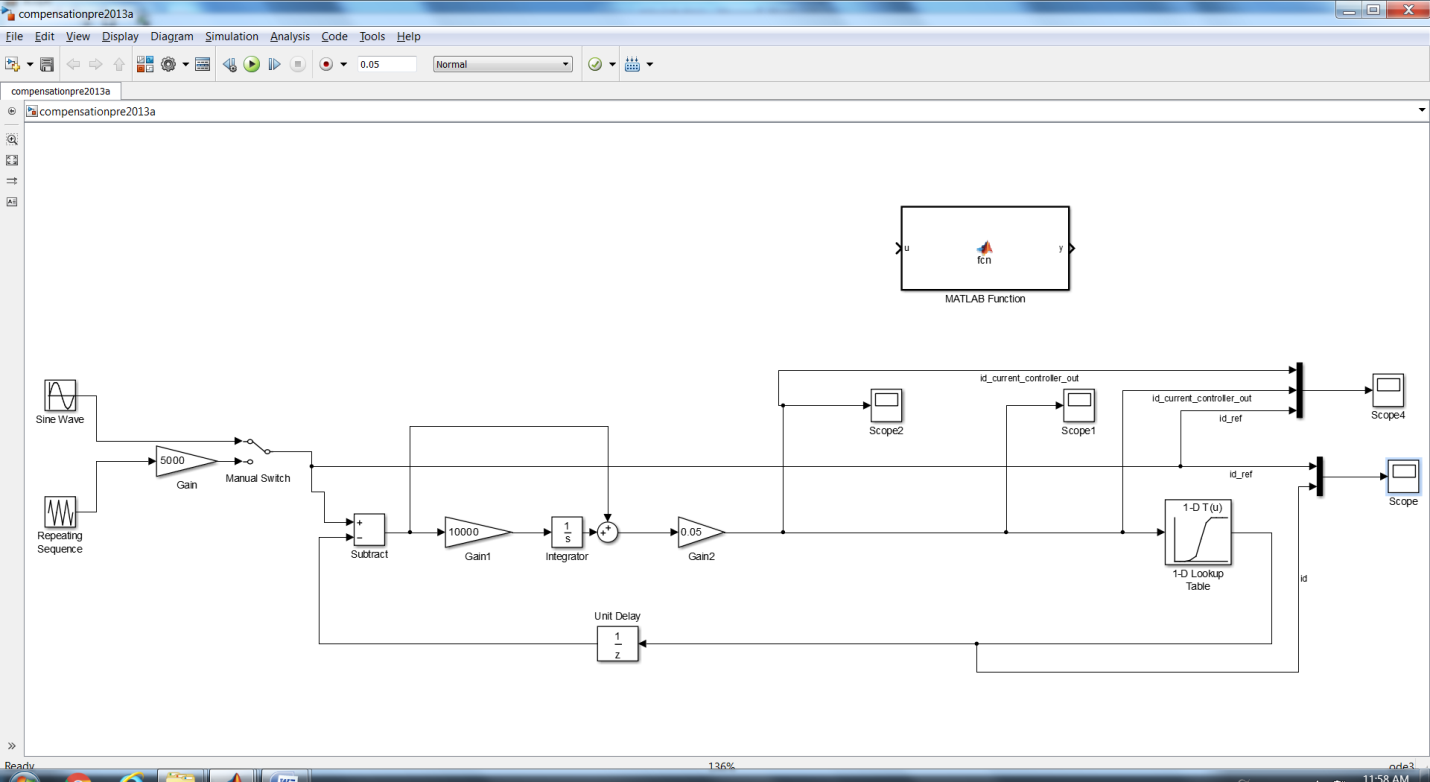 compensationpre2013a
File Edit View Display Diagram Simulation Analysis Code Tools Help
0.05 Normal
compensationpre2013a
compensationpre2013a
u fcn y
MATLAB Function
id_current_controller_out
id_current_controller_out
id_ref
Scope4
Sine Wave
Scope2
Scope1
5000
Gain
Manual Switch
id_ref
Scope
Repeating
Sequence
+
−
Subtract
10000
Gain1
1
s
Integrator
+ +
0.05
Gain2
1-D T(u)
1-D Lookup
Table
id
Unit Delay
1
z
Ready 136% ode3
11:58 AM